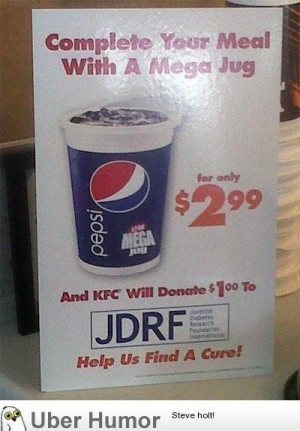 Complete Your Meal
With A Mega Jug
pepsi
MEGA
JUG
for only
$2.99
And KFC® Will Donate $1.00 To
JDRF
Juvenile
Diabetes
Research
Foundation
International
Help Us Find A Cure!
Uber Humor
Steve holt!